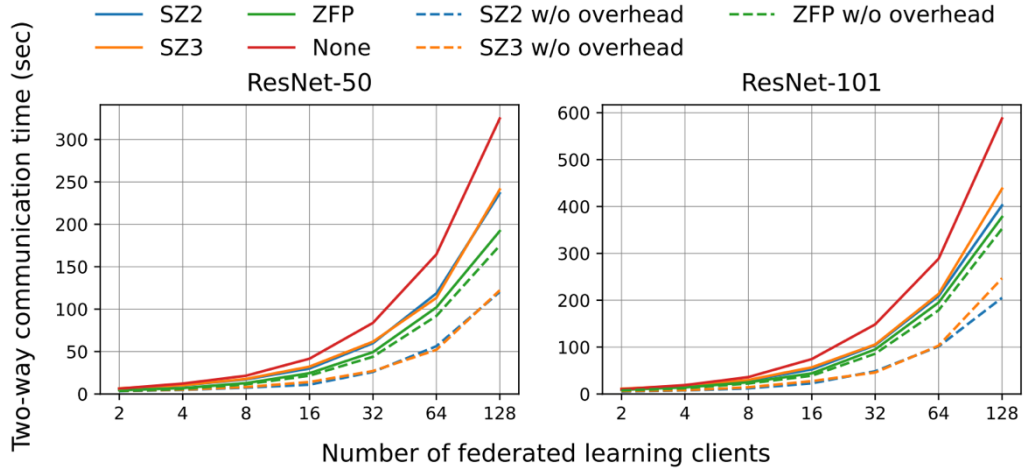 SZ2 ZFP SZ2 w/o overhead ZFP w/o overhead
SZ3 None SZ3 w/o overhead
Two-way communication time (sec)
ResNet-50
300
250
200
150
100
50
0
2 4 8 16 32 64 128
ResNet-101
600
500
400
300
200
100
0
2 4 8 16 32 64 128
Number of federated learning clients